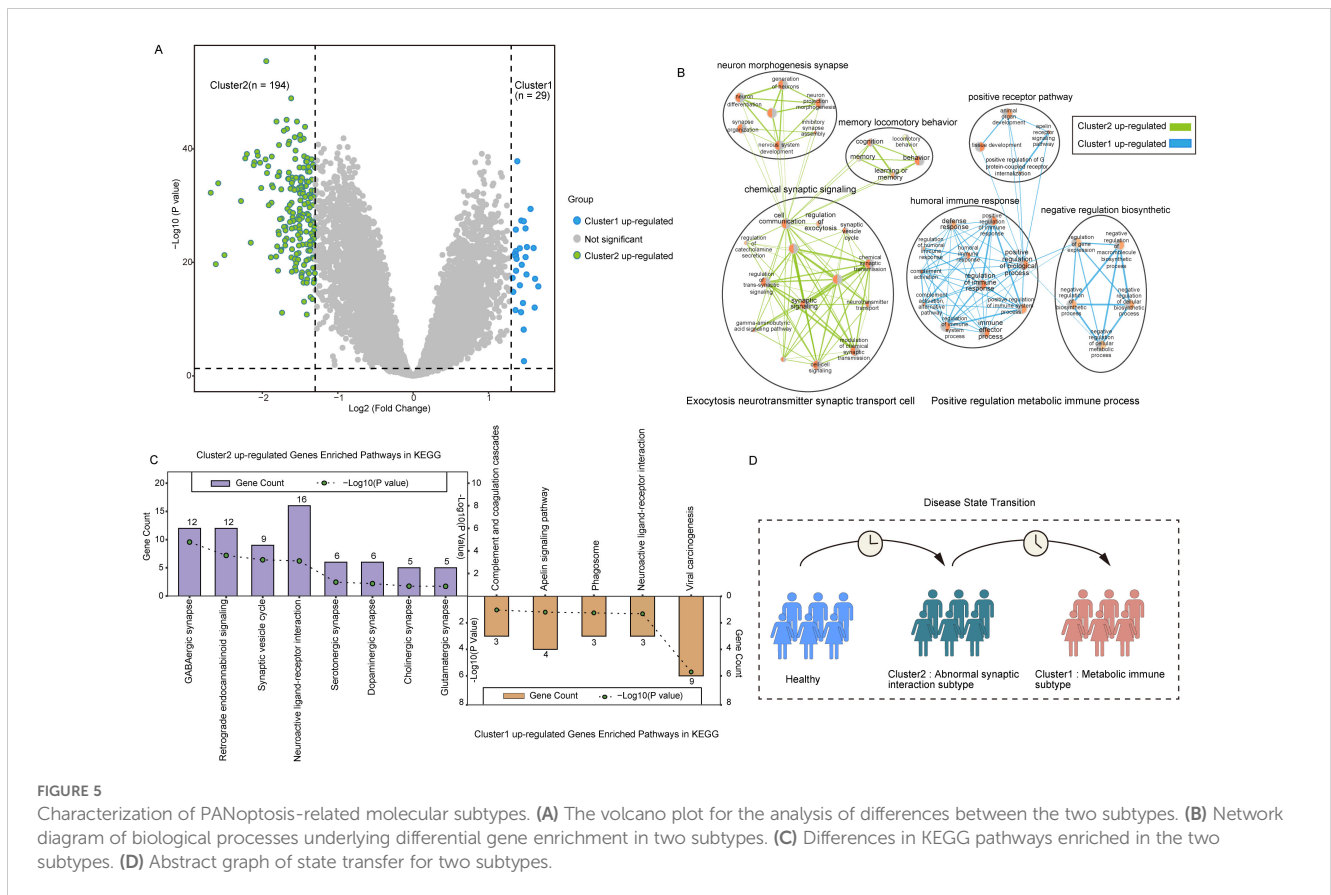 A
Cluster2(n = 194)
Cluster1
(n = 29)
40
20
0
−2
−1
0
1
−Log10 (P value)
Log2 (Fold Change)
Group
Cluster1 up-regulated
Not significant
Cluster2 up-regulated
B
neuron morphogenesis synapse
generation
of neurons
neuron
differentiation
neuron
projection
morphogenesis
synapse
organization
inhibitory
synapse
assembly
nervous system
development
memory locomotory behavior
cognition
locomotory
behavior
memory
behavior
learning or
memory
positive receptor pathway
animal
organ
development
apelin
receptor
signaling
pathway
tissue development
positive regulation of G
protein-coupled receptor
internalization
Cluster2 up-regulated
Cluster1 up-regulated
chemical synaptic signaling
cell
communication
regulation
of
exocytosis
synaptic
vesicle
cycle
regulation
of
catecholamine
secretion
chemical
synaptic
transmission
regulation
trans-synaptic
signaling
synaptic
signaling
neurotransmitter
transport
gamma-aminobutyric
acid signaling pathway
modulation
of chemical
synaptic
transmission
cell-cell
signaling
Exocytosis neurotransmitter synaptic transport cell
humoral immune response
defense
response
positive
regulation
of immune
response
regulation
of humoral
immune
response
humoral
immune
response
positive
regulation
of biological
process
complement
activation
regulation
of immune
response
complement
activation
alternative
pathway
positive regulation
of immune system
process
regulation
of immune
system
process
immune
effector
process
negative regulation biosynthetic
regulation
of gene
expression
negative
regulation
of
macromolecule
biosynthetic
process
negative
regulation
of
biosynthetic
process
negative
regulation
of cellular
biosynthetic
process
negative
regulation
of cellular
metabolic
process
Positive regulation metabolic immune process
C
Cluster2 up-regulated Genes Enriched Pathways in KEGG
Gene Count
−Log10(P value)
20
15
10
5
0
Gene Count
12
12
9
16
6
6
5
5
10
8
6
4
2
−Log10(P Value)
GABAergic synapse
Retrograde endocannabinoid signaling
Synaptic vesicle cycle
Neuroactive ligand-receptor interaction
Serotonergic synapse
Dopaminergic synapse
Cholinergic synapse
Glutamatergic synapse
Complement and coagulation cascades
Apelin signaling pathway
Phagosome
Neuroactive ligand-receptor interaction
Viral carcinogenesis
2
4
6
8
−Log10(P Value)
3
4
3
3
9
0
2
4
6
8
Gene Count
Gene Count
−Log10(P value)
Cluster1 up-regulated Genes Enriched Pathways in KEGG
D
Disease State Transition
Healthy
Cluster2 : Abnormal synaptic
interaction subtype
Cluster1 : Metabolic immune
subtype
FIGURE 5
Characterization of PANoptosis-related molecular subtypes. (A) The volcano plot for the analysis of differences between the two subtypes. (B) Network
diagram of biological processes underlying differential gene enrichment in two subtypes. (C) Differences in KEGG pathways enriched in the two
subtypes. (D) Abstract graph of state transfer for two subtypes.